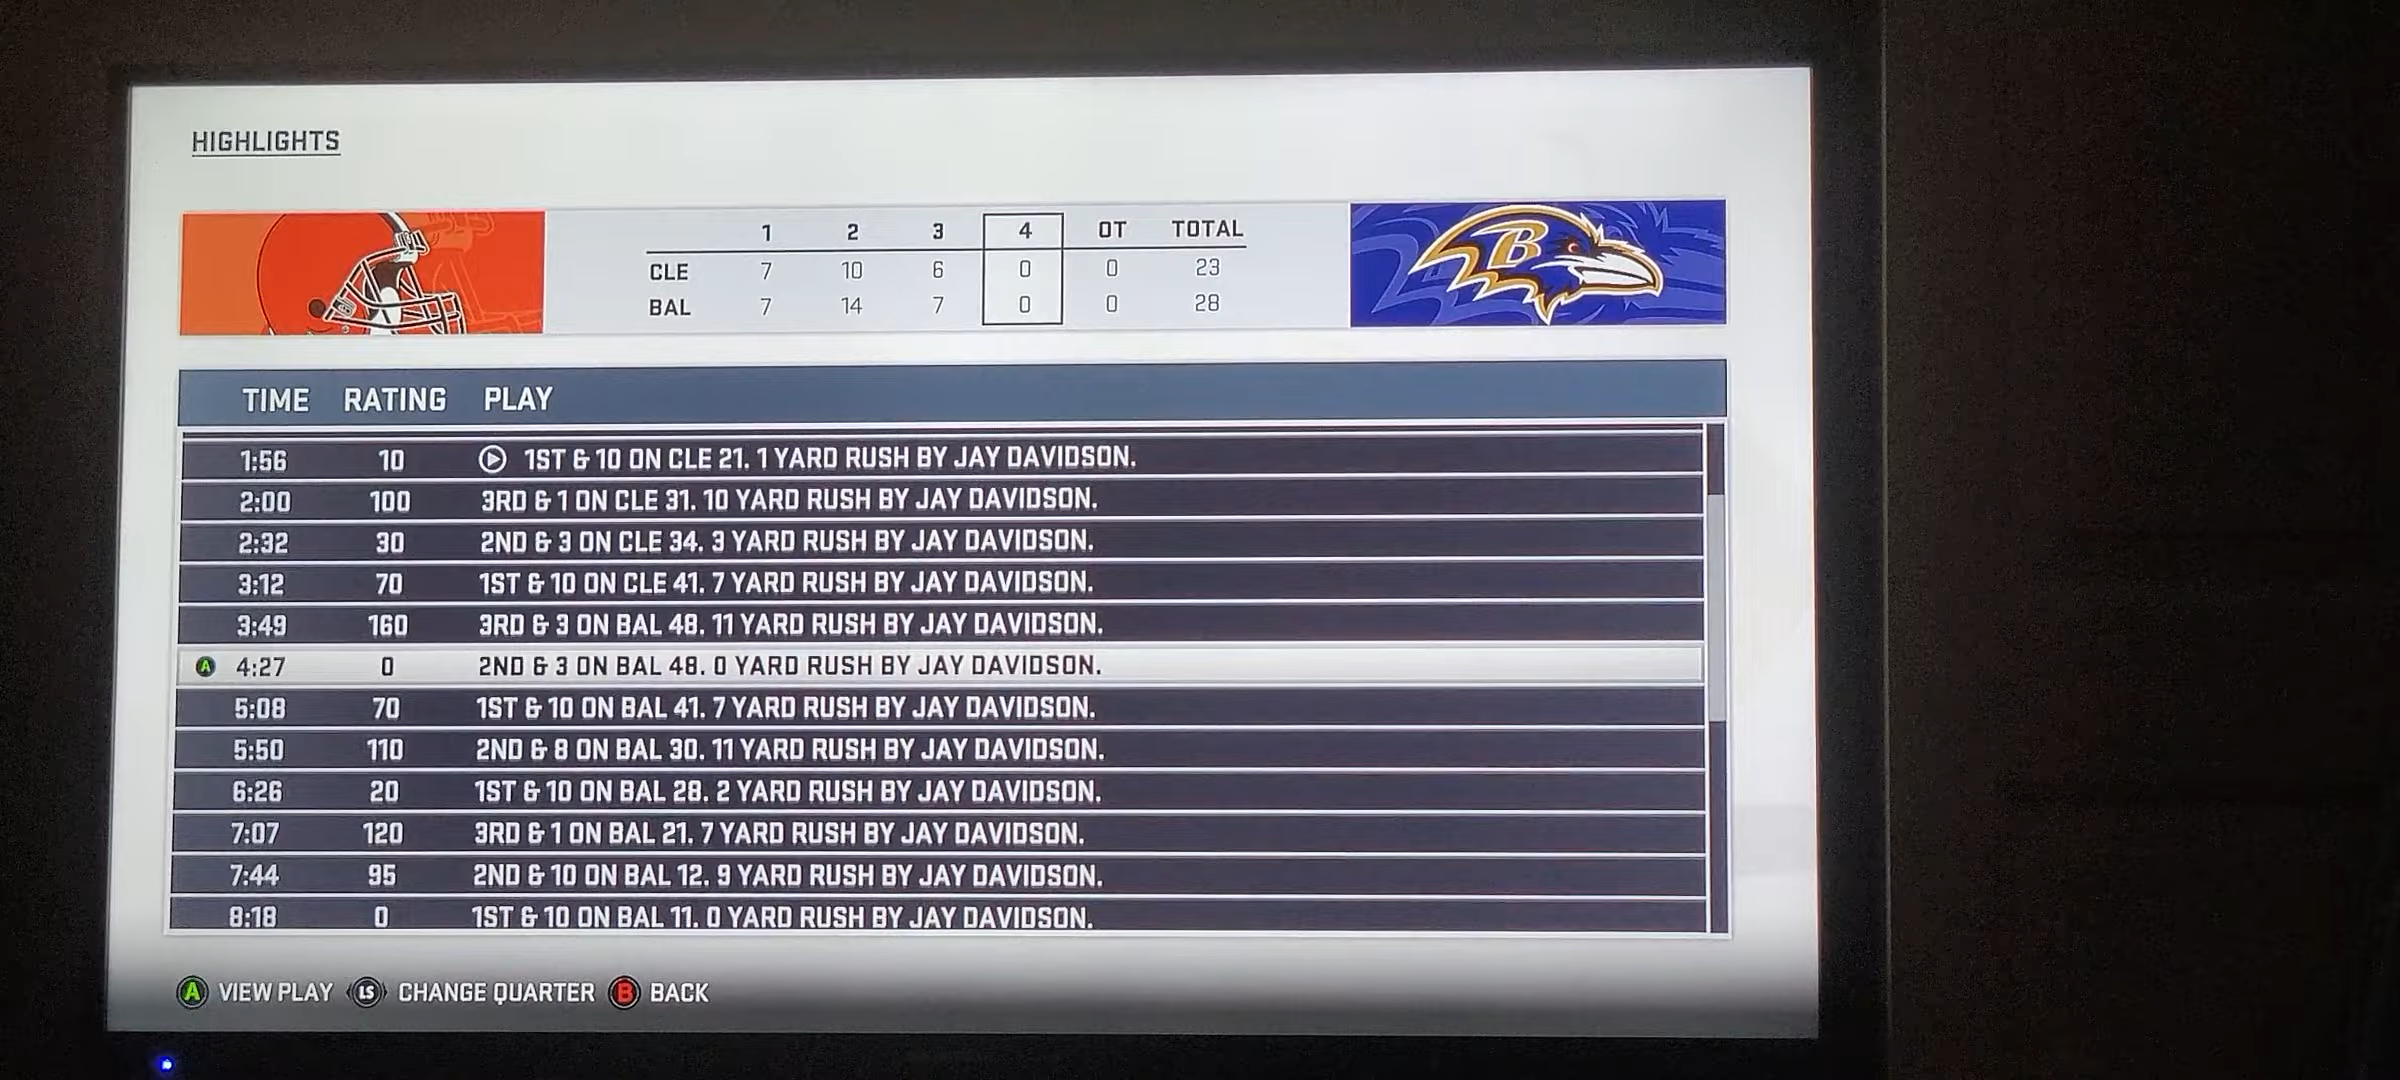 HIGHLIGHTS
1 2 3 4 OT TOTAL
CLE 7 10 6 0 0 23
BAL 7 14 7 0 0 28
B
TIME RATING PLAY
1:56 10 1ST & 10 ON CLE 21. 1 YARD RUSH BY JAY DAVIDSON.
2:00 100 3RD & 1 ON CLE 31. 10 YARD RUSH BY JAY DAVIDSON.
2:32 30 2ND & 3 ON CLE 34. 3 YARD RUSH BY JAY DAVIDSON.
3:12 70 1ST & 10 ON CLE 41. 7 YARD RUSH BY JAY DAVIDSON.
3:49 160 3RD & 3 ON BAL 48. 11 YARD RUSH BY JAY DAVIDSON.
A 4:27 0 2ND & 3 ON BAL 48. 0 YARD RUSH BY JAY DAVIDSON.
5:08 70 1ST & 10 ON BAL 41. 7 YARD RUSH BY JAY DAVIDSON.
5:50 110 2ND & 8 ON BAL 30. 11 YARD RUSH BY JAY DAVIDSON.
6:26 20 1ST & 10 ON BAL 28. 2 YARD RUSH BY JAY DAVIDSON.
7:07 120 3RD & 1 ON BAL 21. 7 YARD RUSH BY JAY DAVIDSON.
7:44 95 2ND & 10 ON BAL 12. 9 YARD RUSH BY JAY DAVIDSON.
8:18 0 1ST & 10 ON BAL 11. 0 YARD RUSH BY JAY DAVIDSON.
A VIEW PLAY LS CHANGE QUARTER B BACK